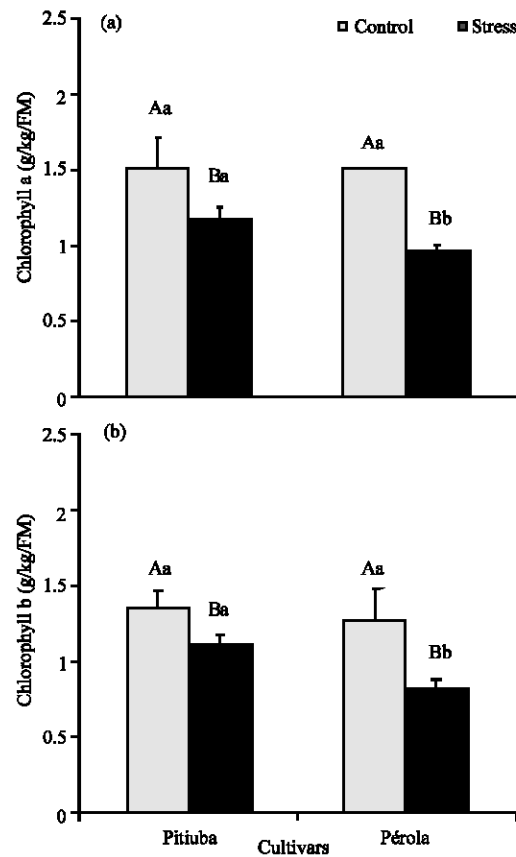 (a)
Control
Stress
Chlorophyll a (g/kg/FM)
2.5
2
1.5
1
0.5
0
Aa
Ba
Aa
Bb
(b)
Chlorophyll b (g/kg/FM)
2.5
2
1.5
1
0.5
0
Aa
Ba
Aa
Bb
Pitiuba
Pérola
Cultivars